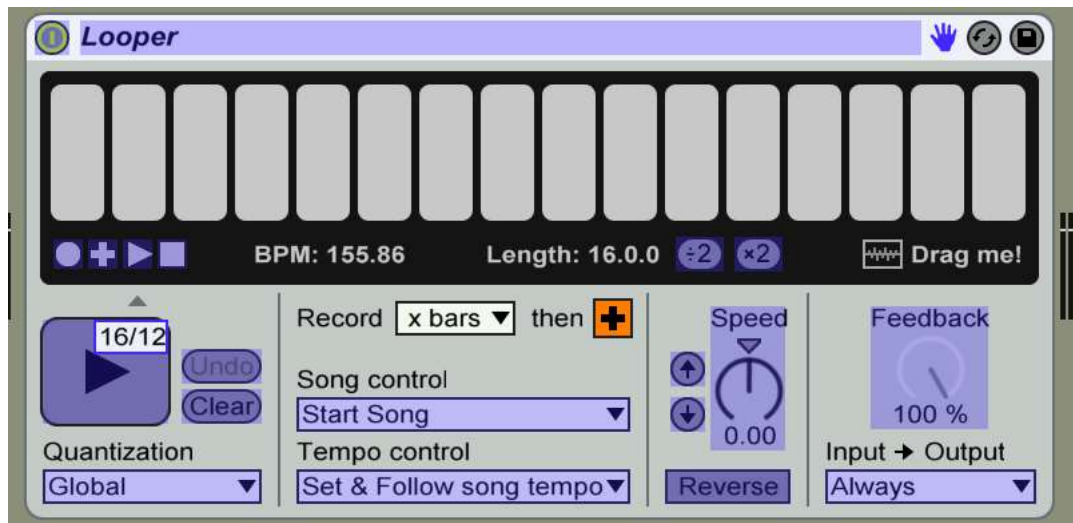 Looper
BPM: 155.86 Length: 16.0.0 ÷2 ×2 Drag me!
16/12
Undo
Clear
Quantization
Global
Record x bars then
Song control
Start Song
Tempo control
Set & Follow song tempo
Speed
0.00
Reverse
Feedback
100 %
Input → Output
Always